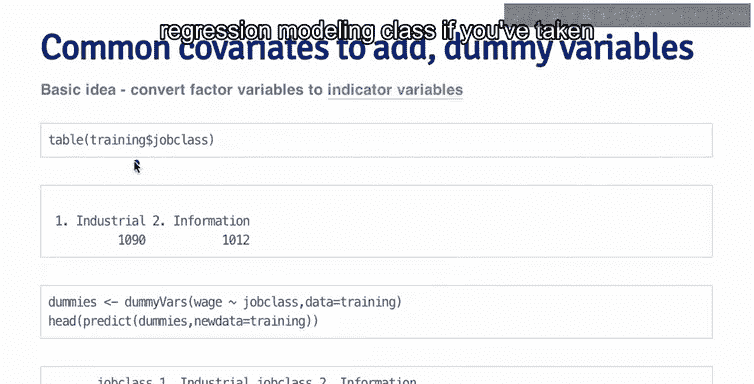 regression modeling class if you've taken
Common covariates to add, dummy variables
Basic idea - convert factor variables to indicator variables
table(training$jobclass)
1. Industrial 2. Information
1090 1012
dummies <- dummyVars(wage ~ jobclass,data=training)
head(predict(dummies,newdata=training))
jobclass.1. Industrial jobclass.2. Information